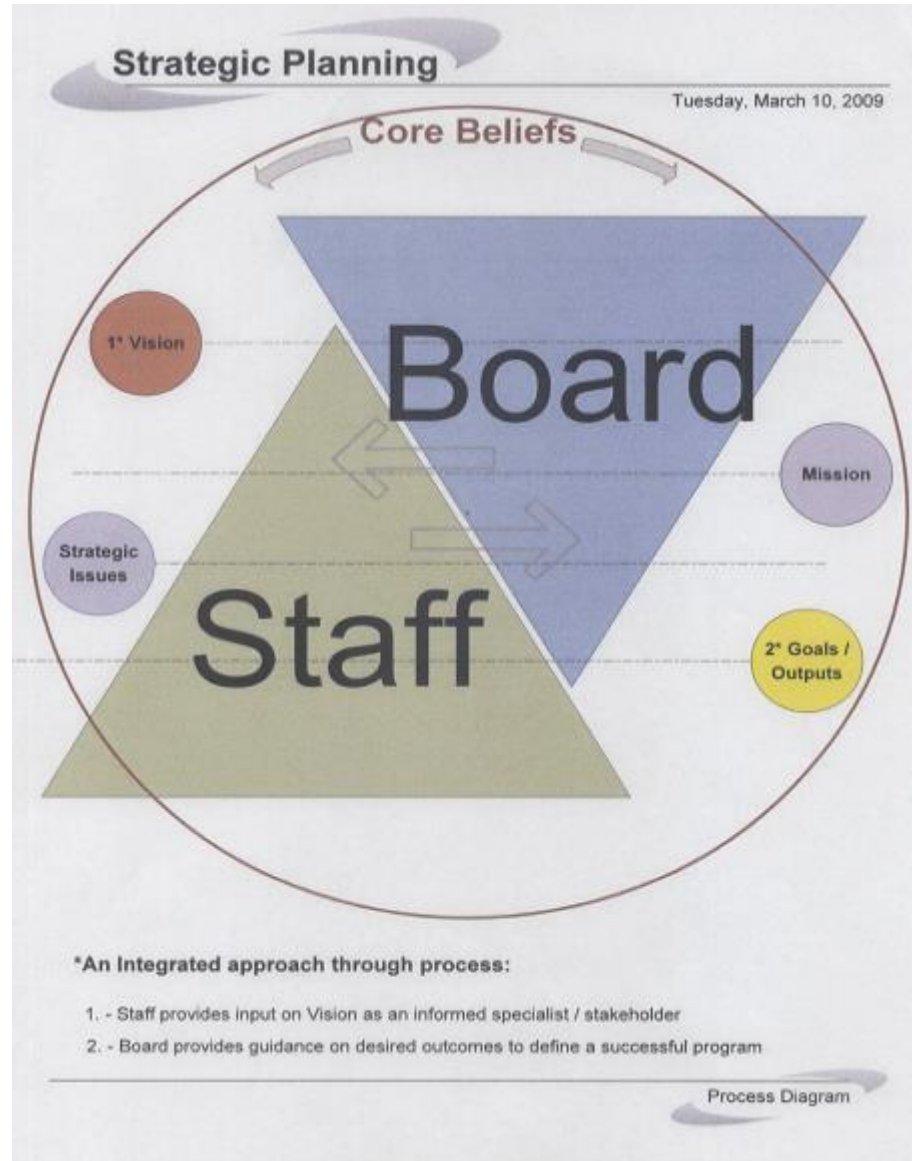 Strategic Planning
Tuesday, March 10, 2009
Core Beliefs
1* Vision
Board
Mission
Strategic
Issues
Staff
2* Goals /
Outputs
*An Integrated approach through process:
1. - Staff provides input on Vision as an informed specialist / stakeholder
2. - Board provides guidance on desired outcomes to define a successful program
Process Diagram